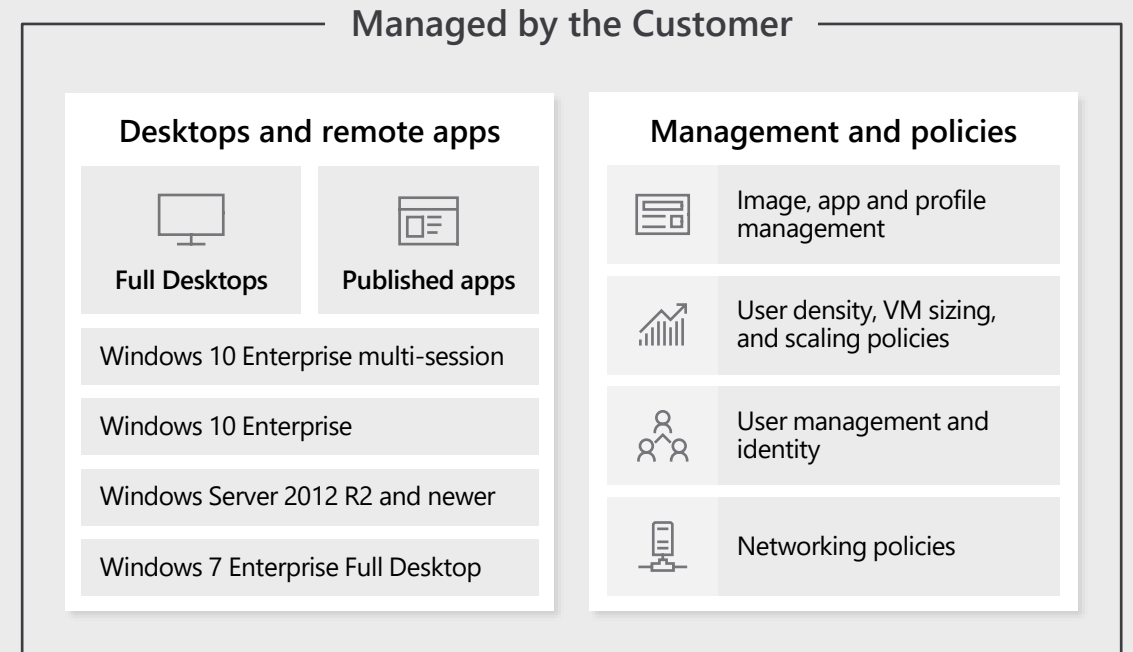 Managed by the Customer
Desktops and remote apps
Full Desktops
Published apps
Windows 10 Enterprise multi-session
Windows 10 Enterprise
Windows Server 2012 R2 and newer
Windows 7 Enterprise Full Desktop
Management and policies
Image, app and profile
management
User density, VM sizing,
and scaling policies
User management and
identity
Networking policies